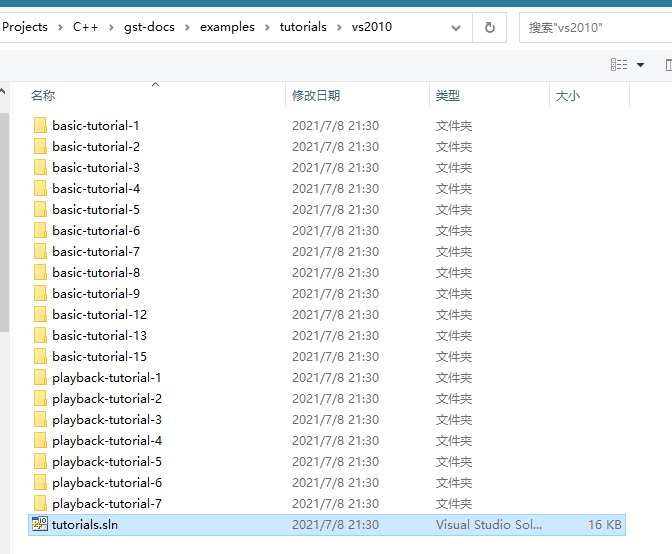 Projects > C++ > gst-docs > examples > tutorials > vs2010
搜索"vs2010"
名称 修改日期 类型 大小
basic-tutorial-1 2021/7/8 21:30 文件夹
basic-tutorial-2 2021/7/8 21:30 文件夹
basic-tutorial-3 2021/7/8 21:30 文件夹
basic-tutorial-4 2021/7/8 21:30 文件夹
basic-tutorial-5 2021/7/8 21:30 文件夹
basic-tutorial-6 2021/7/8 21:30 文件夹
basic-tutorial-7 2021/7/8 21:30 文件夹
basic-tutorial-8 2021/7/8 21:30 文件夹
basic-tutorial-9 2021/7/8 21:30 文件夹
basic-tutorial-12 2021/7/8 21:30 文件夹
basic-tutorial-13 2021/7/8 21:30 文件夹
basic-tutorial-15 2021/7/8 21:30 文件夹
playback-tutorial-1 2021/7/8 21:30 文件夹
playback-tutorial-2 2021/7/8 21:30 文件夹
playback-tutorial-3 2021/7/8 21:30 文件夹
playback-tutorial-4 2021/7/8 21:30 文件夹
playback-tutorial-5 2021/7/8 21:30 文件夹
playback-tutorial-6 2021/7/8 21:30 文件夹
playback-tutorial-7 2021/7/8 21:30 文件夹
tutorials.sln 2021/7/8 21:30 Visual Studio Sol... 16 KB